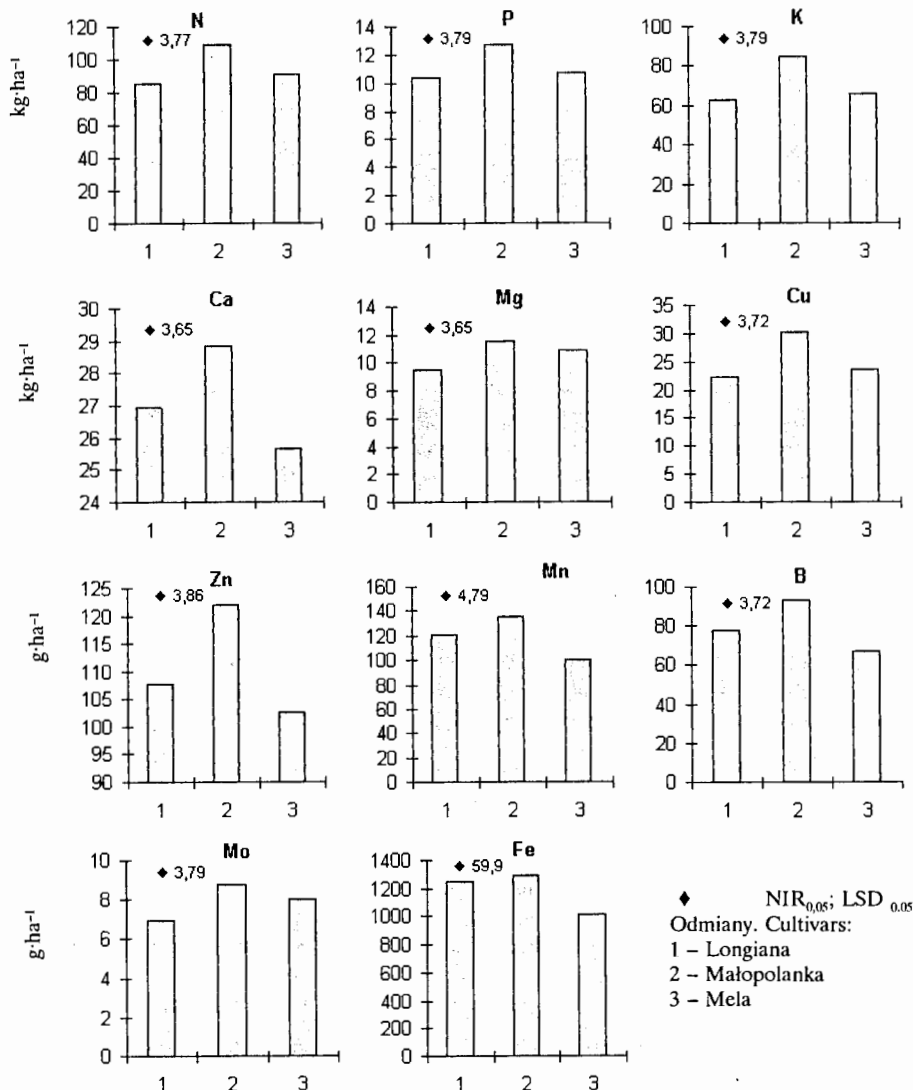 N
P
K
kg·ha⁻¹
120
100
80
60
40
20
0
♦ 3,77
1 2 3
14
12
10
8
6
4
2
0
♦ 3,79
1 2 3
100
80
60
40
20
0
♦ 3,79
1 2 3
Ca
Mg
Cu
kg·ha⁻¹
30
29
28
27
26
25
24
♦ 3,65
1 2 3
14
12
10
8
6
4
2
0
♦ 3,65
1 2 3
35
30
25
20
15
10
5
0
♦ 3,72
1 2 3
Zn
Mn
B
g·ha⁻¹
125
120
115
110
105
100
95
90
♦ 3,86
1 2 3
160
140
120
100
80
60
40
20
0
♦ 4,79
1 2 3
100
80
60
40
20
0
♦ 3,72
1 2 3
Mo
Fe
g·ha⁻¹
10
8
6
4
2
0
♦ 3,79
1 2 3
1400
1200
1000
800
600
400
200
0
♦ 59,9
1 2 3
♦ NIR₀,₀₅; LSD ₀.₀₅
Odmiany. Cultivars:
1 – Longiana
2 – Małopolanka
3 – Mela